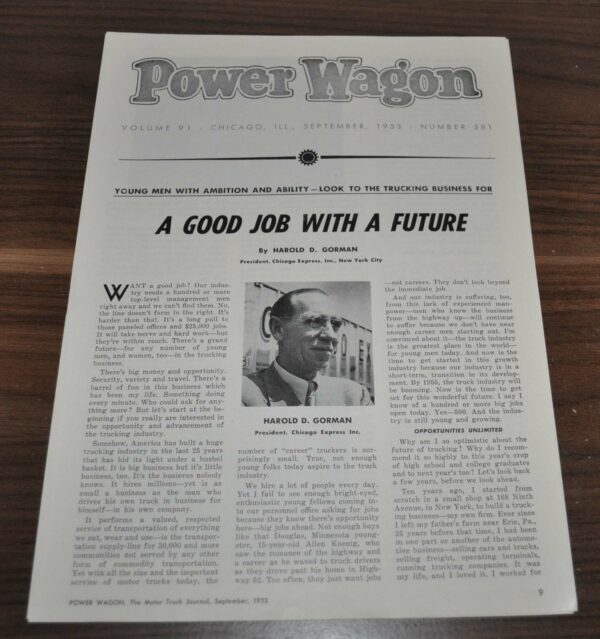 Power Wagon
VOLUME 91 · CHICAGO, ILL., SEPTEMBER, 1953 · NUMBER 581
YOUNG MEN WITH AMBITION AND ABILITY—LOOK TO THE TRUCKING BUSINESS FOR
A GOOD JOB WITH A FUTURE
By HAROLD D. GORMAN
President, Chicago Express, Inc., New York City
WANT a good job? Our indus-
try needs a hundred or more
top-level management men
right away and we can't find them. No,
the line doesn't form to the right. It's
harder than that. It's a long pull to
those paneled offices and $25,000 jobs.
It will take nerve and hard work—but
they're within reach. There's a grand
future—for any number of young
men, and women, too—in the trucking
business.
There's big money and opportunity.
Security, variety and travel. There's a
barrel of fun in this business which
has been my life. Something doing
every minute. Who could ask for any-
thing more? But let's start at the be-
ginning if you really are interested in
the opportunity and advancement of
the trucking industry.
Somehow, America has built a huge
trucking industry in the last 25 years
that has hid its light under a bushel
basket. It is big business but it's little
business, too. It's the business nobody
knows. It hires millions—yet is as
small a business as the man who
drives his own truck in business for
himself—in his own company.
It performs a valued, respected
service of transportation of everything
we eat, wear and use—is the transpor-
tation supply-line for 30,000 and more
communities not served by any other
form of commodity transportation.
Yet with all the size and the important
service of motor trucks today, the
HAROLD D. GORMAN
President, Chicago Express Inc.
number of "career" truckers is sur-
prisingly small. True, not enough
young folks today aspire to the truck
industry.
We hire a lot of people every day.
Yet I fail to see enough bright-eyed,
enthusiastic young fellows coming in-
to our personnel office asking for jobs
because they know there's opportunity
here—big jobs ahead. Not enough boys
like that Douglas, Minnesota young-
ster, 15-year-old Allen Koenig, who
saw the romance of the highway and
a career as he waved to truck drivers
as they drove past his home in High-
way 52. Too often, they just want jobs
—not careers. They don't look beyond
the immediate job.
And our industry is suffering, too,
from this lack of experienced man-
power—men who know the business
from the highway up—will continue
to suffer because we don't have near
enough career men starting out. I'm
convinced about it—the truck industry
is the greatest place in the world—
for young men today. And now is the
time to get started in this growth
industry because our industry is in a
short-term, transition in its develop-
ment. By 1956, the truck industry will
be booming. Now is the time to get
set for this wonderful future. I say I
know of a hundred or more big jobs
open today. Yes—500. And the indus-
try is still young and growing.
OPPORTUNITIES UNLIMITED
Why am I so optimistic about the
future of trucking? Why do I recom-
mend it so highly to this year's crop
of high school and college graduates
and to next year's too? Let's look back
a few years, before we look ahead.
Ten years ago, I started from
scratch in a small shop at 168 Ninth
Avenue, in New York, to build a truck-
ing business—my own firm. Ever since
I left my father's farm near Erie, Pa.,
25 years before that time, I had been
in one part or another of the automo-
tive business—selling cars and trucks,
selling freight, operating terminals,
running trucking companies. It was
my life, and I loved it. I worked for
POWER WAGON, The Motor Truck Journal, September, 1953
9